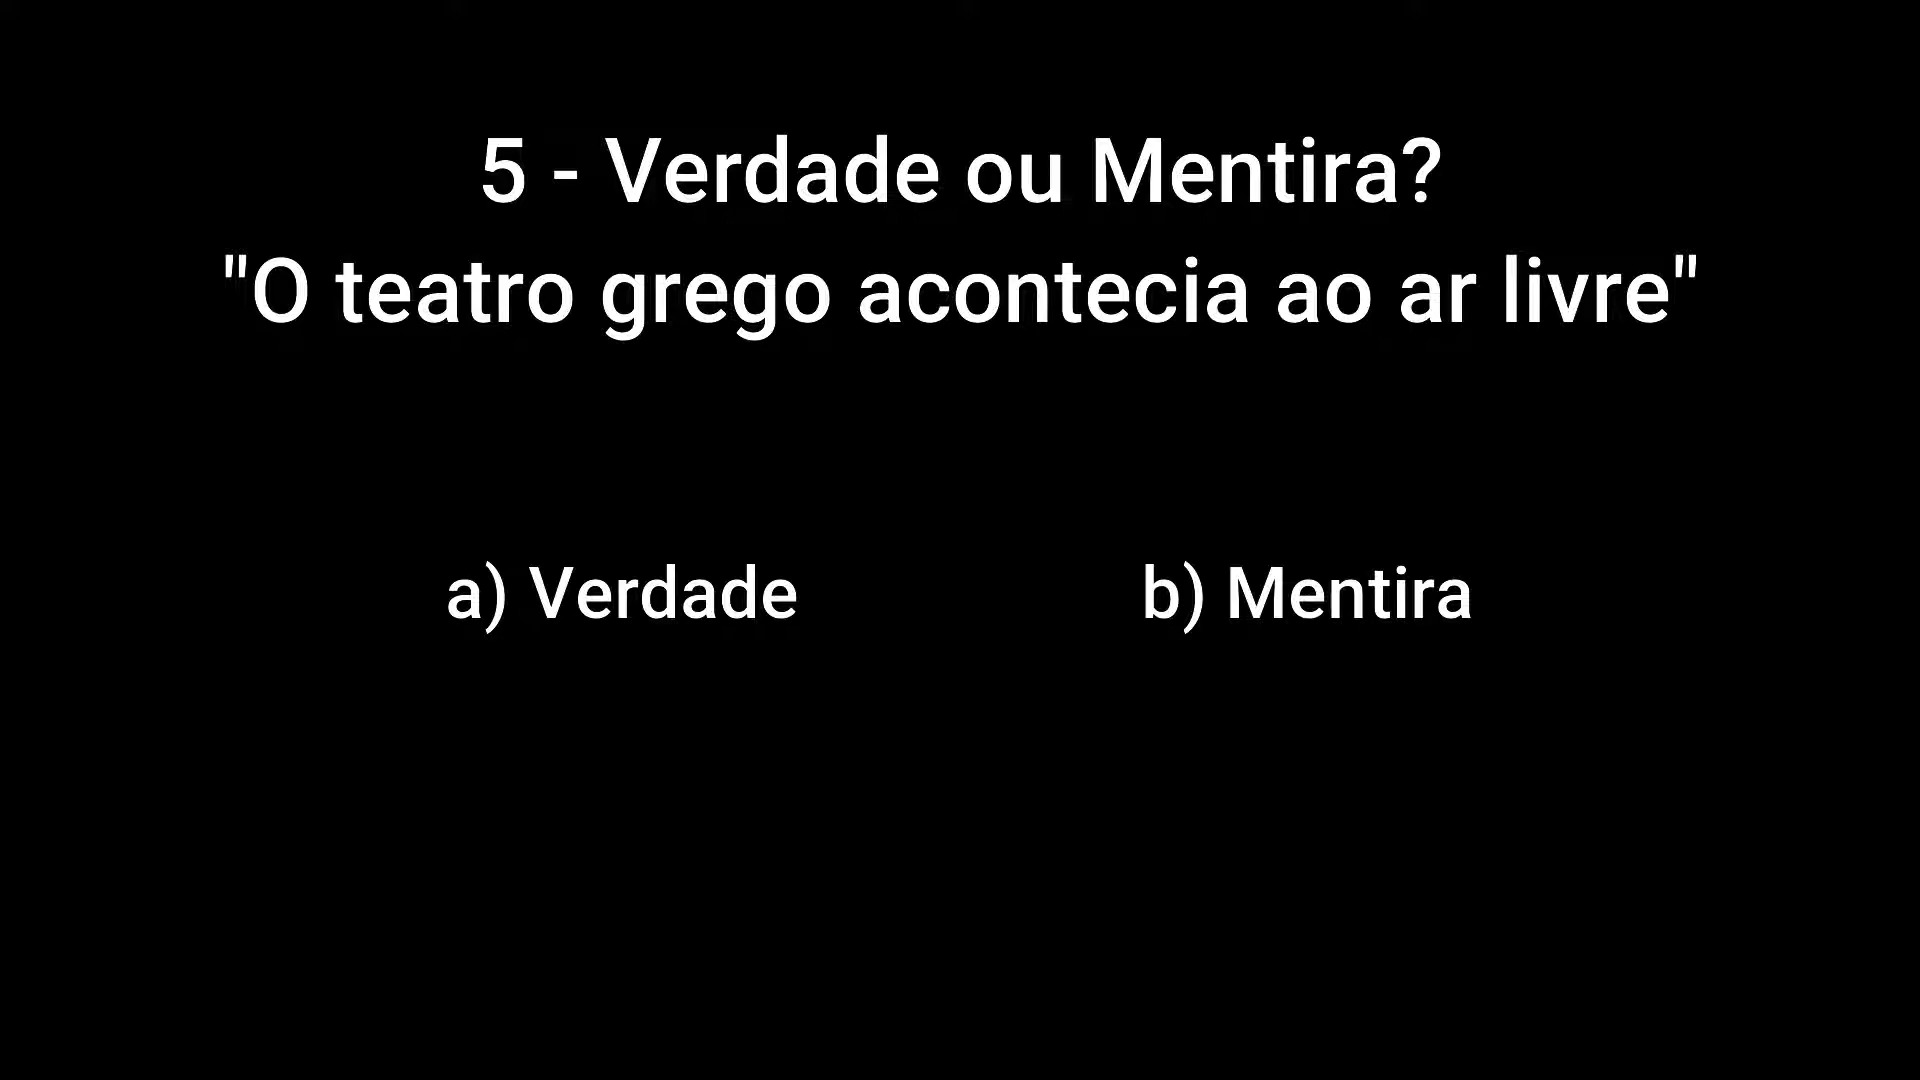 5 - Verdade ou Mentira?
"O teatro grego acontecia ao ar livre"
a) Verdade
b) Mentira